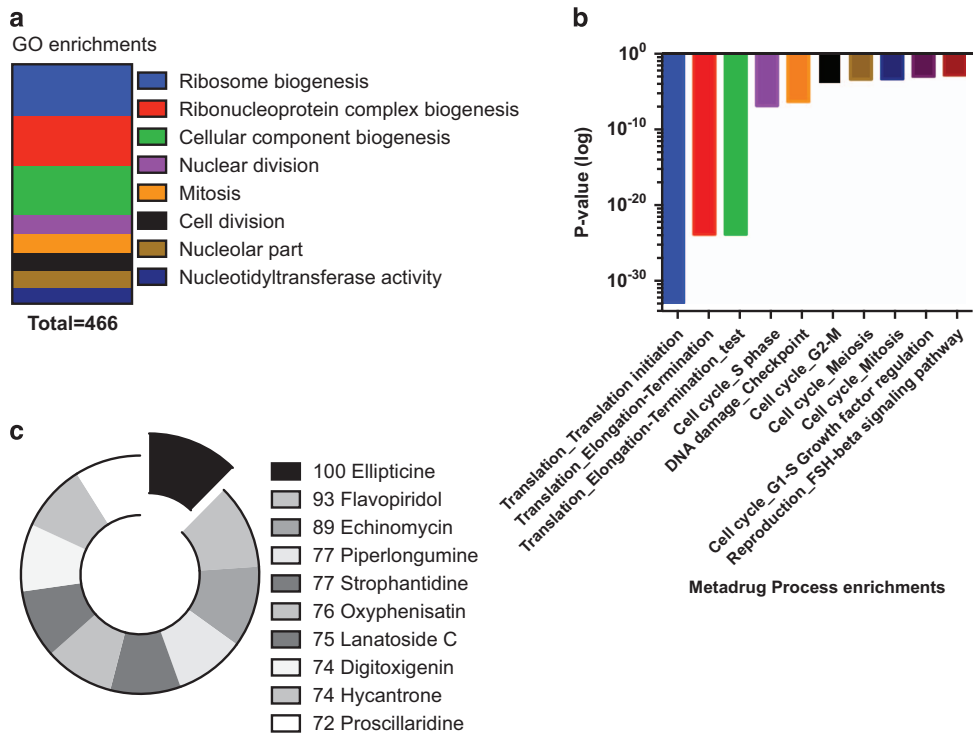 a
GO enrichments
Ribosome biogenesis
Ribonucleoprotein complex biogenesis
Cellular component biogenesis
Nuclear division
Mitosis
Cell division
Nucleolar part
Nucleotidyltransferase activity
Total=466
b
P-value (log)
10⁰
10⁻¹⁰
10⁻²⁰
10⁻³⁰
Translation_Translation initiation
Translation_Elongation-Termination
Translation_Elongation-Termination_test
Cell cycle_S phase
DNA damage_Checkpoint
Cell cycle_G2-M
Cell cycle_Meiosis
Cell cycle_Mitosis
Cell cycle_G1-S Growth factor regulation
Reproduction_FSH-beta signaling pathway
Metadrug Process enrichments
c
100 Ellipticine
93 Flavopiridol
89 Echinomycin
77 Piperlongumine
77 Strophantidine
76 Oxyphenisatin
75 Lanatoside C
74 Digitoxigenin
74 Hycantrone
72 Proscillaridine